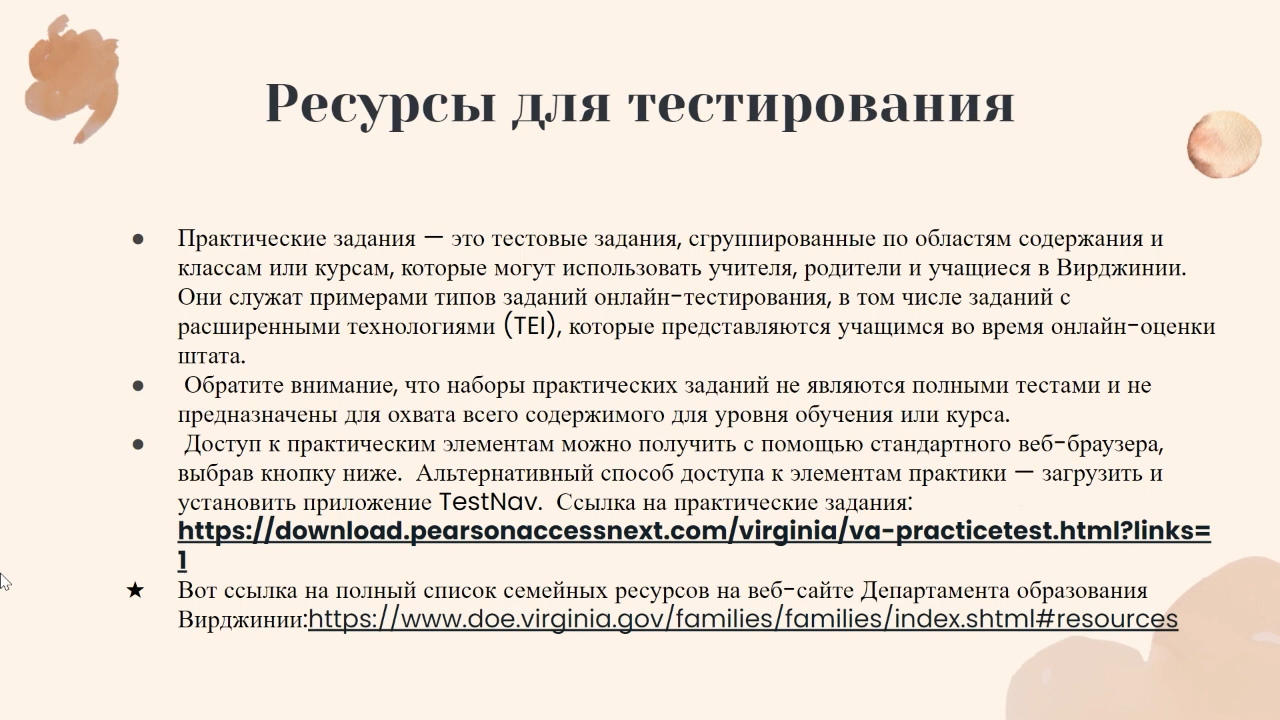 Ресурсы для тестирования
● Практические задания — это тестовые задания, сгруппированные по областям содержания и
классам или курсам, которые могут использовать учителя, родители и учащиеся в Вирджинии.
Они служат примерами типов заданий онлайн-тестирования, в том числе заданий с
расширенными технологиями (TEI), которые представляются учащимся во время онлайн-оценки
штата.
● Обратите внимание, что наборы практических заданий не являются полными тестами и не
предназначены для охвата всего содержимого для уровня обучения или курса.
● Доступ к практическим элементам можно получить с помощью стандартного веб-браузера,
выбрав кнопку ниже. Альтернативный способ доступа к элементам практики — загрузить и
установить приложение TestNav. Ссылка на практические задания:
https://download.pearsonaccessnext.com/virginia/va-practicetest.html?links=
1
★ Вот ссылка на полный список семейных ресурсов на веб-сайте Департамента образования
Вирджинии:https://www.doe.virginia.gov/families/families/index.shtml#resources